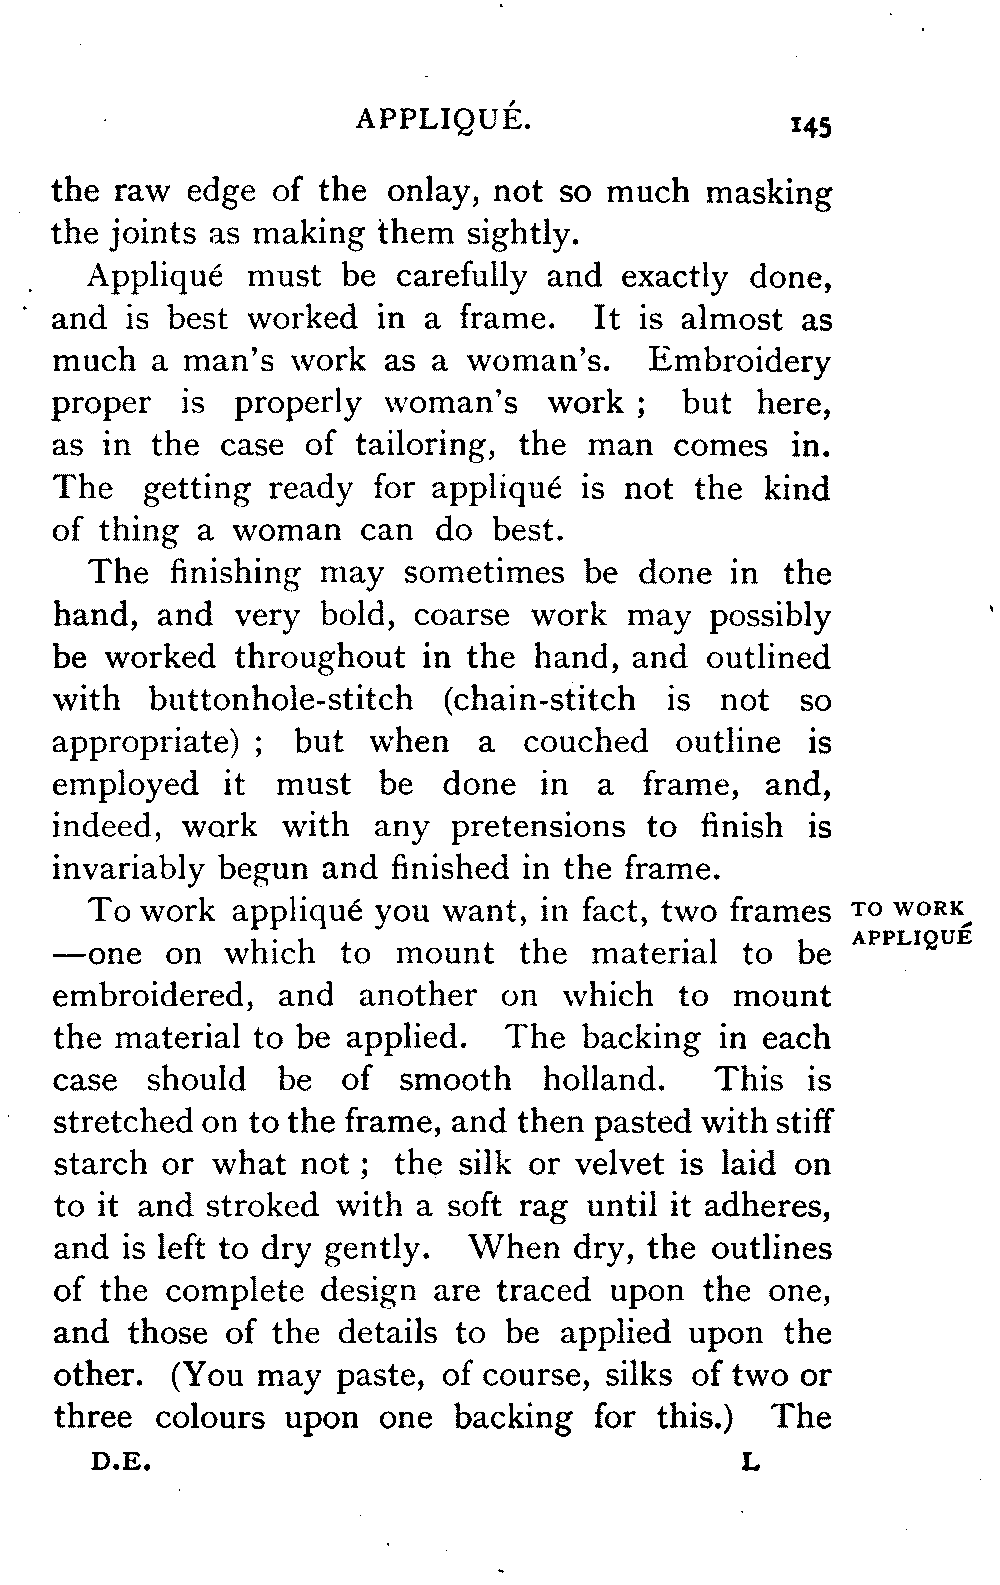 APPLIQUÉ. 145
the raw edge of the onlay, not so much masking
the joints as making them sightly.
Appliqué must be carefully and exactly done,
and is best worked in a frame. It is almost as
much a man's work as a woman's. Embroidery
proper is properly woman's work ; but here,
as in the case of tailoring, the man comes in.
The getting ready for appliqué is not the kind
of thing a woman can do best.
The finishing may sometimes be done in the
hand, and very bold, coarse work may possibly
be worked throughout in the hand, and outlined
with buttonhole-stitch (chain-stitch is not so
appropriate) ; but when a couched outline is
employed it must be done in a frame, and,
indeed, work with any pretensions to finish is
invariably begun and finished in the frame.
To work appliqué you want, in fact, two frames
—one on which to mount the material to be
embroidered, and another on which to mount
the material to be applied. The backing in each
case should be of smooth holland. This is
stretched on to the frame, and then pasted with stiff
starch or what not ; the silk or velvet is laid on
to it and stroked with a soft rag until it adheres,
and is left to dry gently. When dry, the outlines
of the complete design are traced upon the one,
and those of the details to be applied upon the
other. (You may paste, of course, silks of two or
three colours upon one backing for this.) The
D.E. L
TO WORK
APPLIQUÉ